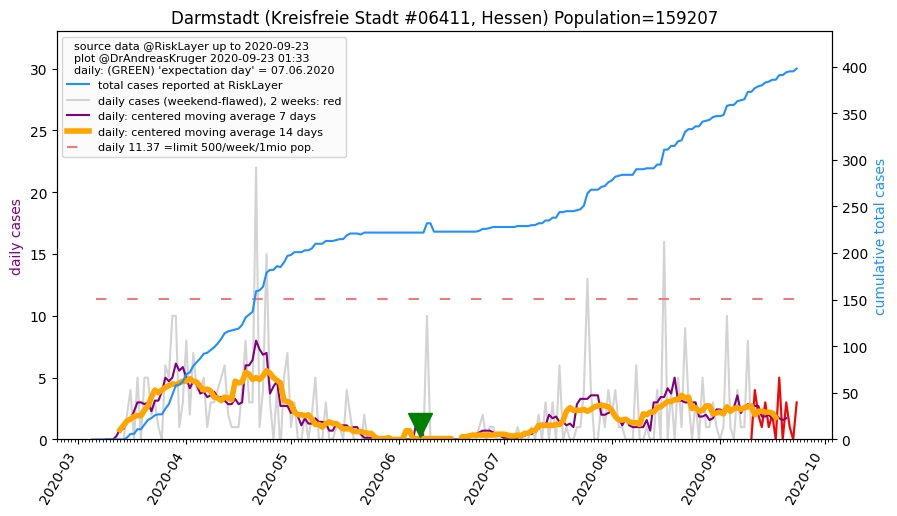 Darmstadt (Kreisfreie Stadt #06411, Hessen) Population=159207
source data @RiskLayer up to 2020-09-23
plot @DrAndreasKruger 2020-09-23 01:33
daily: (GREEN) 'expectation day' = 07.06.2020
total cases reported at RiskLayer
daily cases (weekend-flawed), 2 weeks: red
daily: centered moving average 7 days
daily: centered moving average 14 days
daily 11.37 =limit 500/week/1mio pop.
daily cases
30
25
20
15
10
5
0
cumulative total cases
400
350
300
250
200
150
100
50
0
2020-03
2020-04
2020-05
2020-06
2020-07
2020-08
2020-09
2020-10